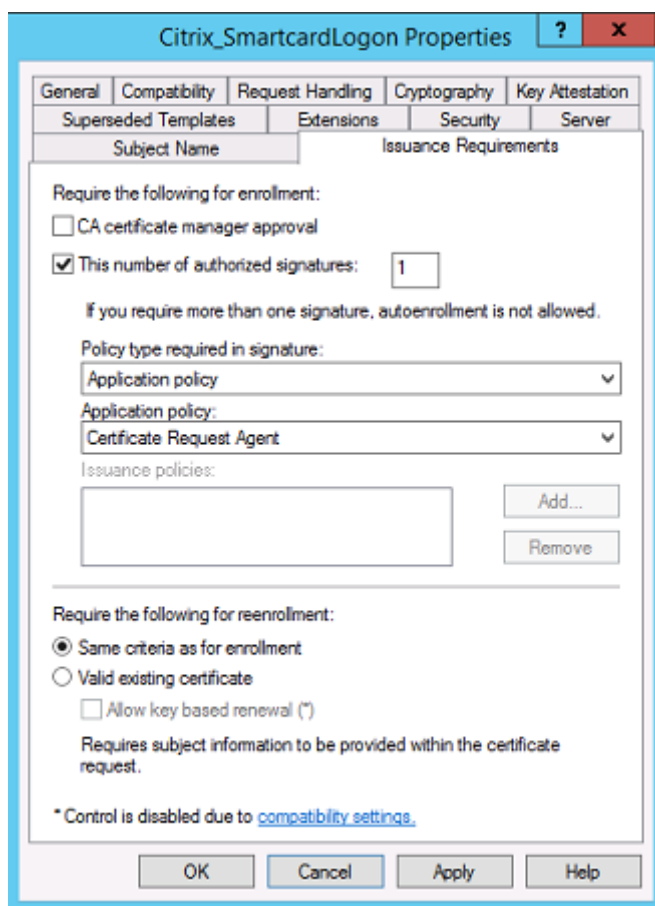 Citrix_SmartcardLogon Properties
?
x
General
Compatibility
Request Handling
Cryptography
Key Attestation
Superseded Templates
Extensions
Security
Server
Subject Name
Issuance Requirements
Require the following for enrollment:
CA certificate manager approval
This number of authorized signatures:
1
If you require more than one signature, autoenrollment is not allowed.
Policy type required in signature:
Application policy
Application policy:
Certificate Request Agent
Issuance policies:
Add...
Remove
Require the following for reenrollment:
Same criteria as for enrollment
Valid existing certificate
Allow key based renewal (*)
Requires subject information to be provided within the certificate
request.
* Control is disabled due to compatibility settings.
OK
Cancel
Apply
Help